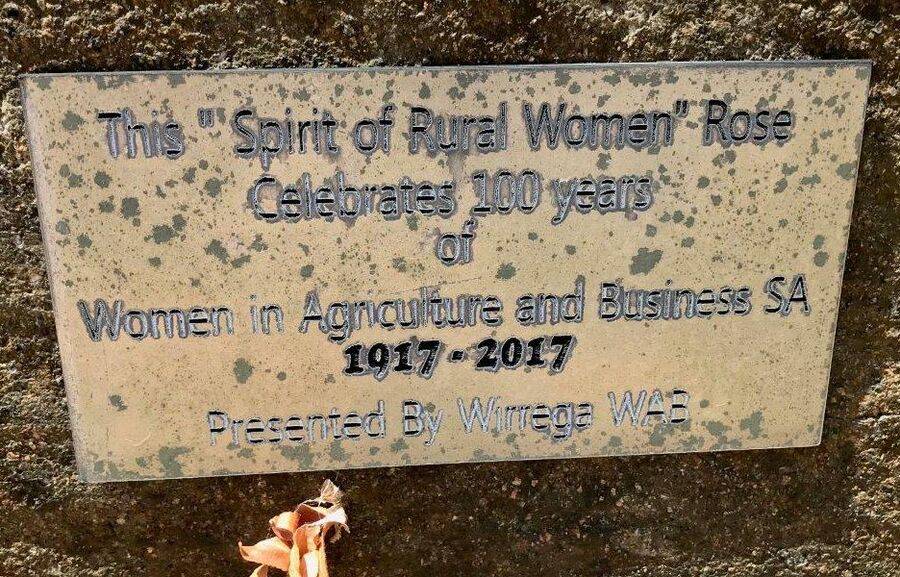 This " Spirit of Rural Women" Rose
Celebrates 100 years
of
Women in Agriculture and Business SA
1917 - 2017
Presented By Wirrega WAB